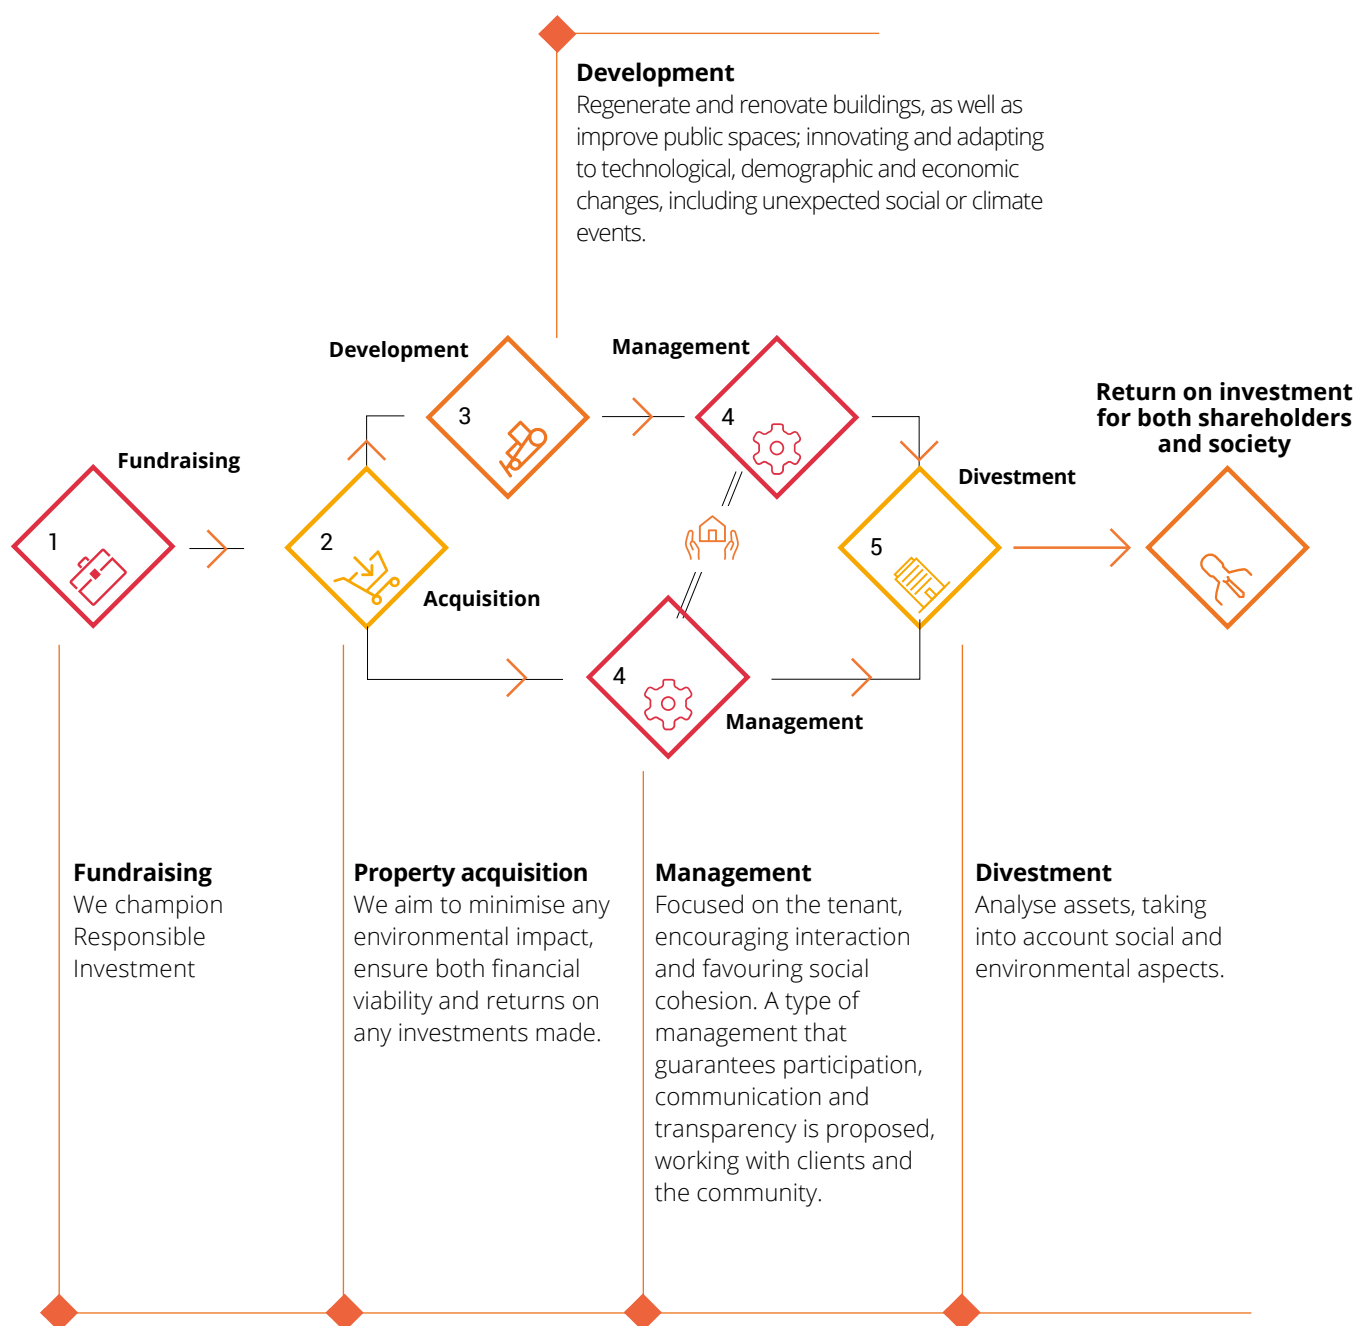 Development
Regenerate and renovate buildings, as well as
improve public spaces; innovating and adapting
to technological, demographic and economic
changes, including unexpected social or climate
events.
Development
Management
3
4
Return on investment
for both shareholders
and society
Fundraising
Divestment
1
2
5
Acquisition
4
Management
Fundraising
We champion
Responsible
Investment
Property acquisition
We aim to minimise any
environmental impact,
ensure both financial
viability and returns on
any investments made.
Management
Focused on the tenant,
encouraging interaction
and favouring social
cohesion. A type of
management that
guarantees participation,
communication and
transparency is proposed,
working with clients and
the community.
Divestment
Analyse assets, taking
into account social and
environmental aspects.